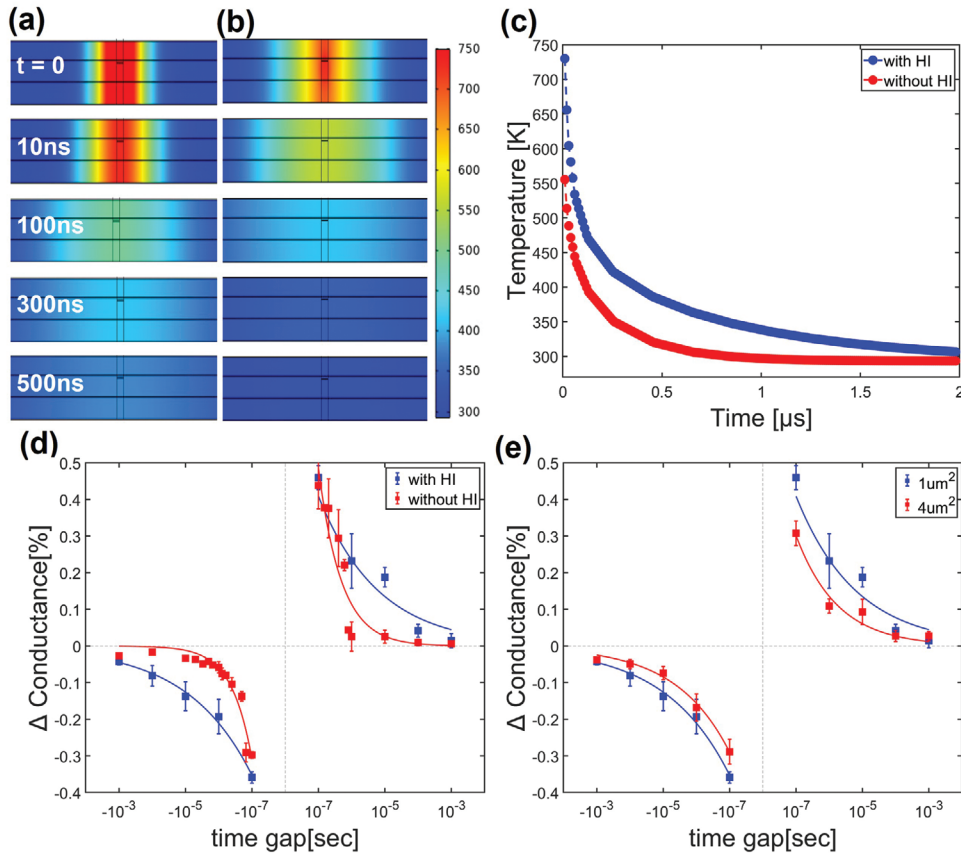 (a)
(b)
(c)
t = 0
10ns
100ns
300ns
500ns
750
700
650
600
550
500
450
400
350
300
750
700
650
600
550
500
450
400
350
300
Temperature [K]
with HI
without HI
0
0.5
1
1.5
2
Time [µs]
(d)
(e)
0.5
0.4
0.3
0.2
0.1
0
-0.1
-0.2
-0.3
-0.4
Δ Conductance[%]
with HI
without HI
-10⁻³
-10⁻⁵
-10⁻⁷
10⁻⁷
10⁻⁵
10⁻³
time gap[sec]
0.5
0.4
0.3
0.2
0.1
0
-0.1
-0.2
-0.3
-0.4
Δ Conductance[%]
1um²
4um²
-10⁻³
-10⁻⁵
-10⁻⁷
10⁻⁷
10⁻⁵
10⁻³
time gap[sec]